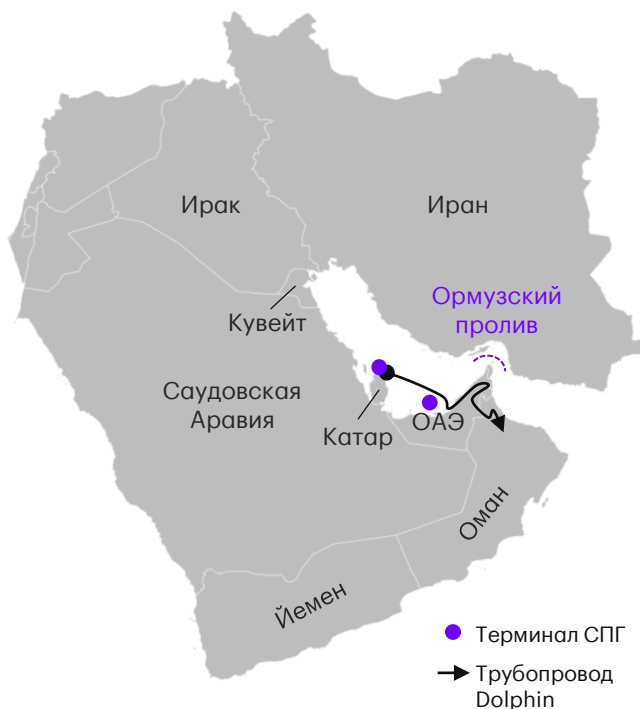 Ирак
Иран
Ормузский
пролив
Кувейт
Саудовская
Аравия
Катар
ОАЭ
Оман
Йемен
Терминал СПГ
Трубопровод
Dolphin